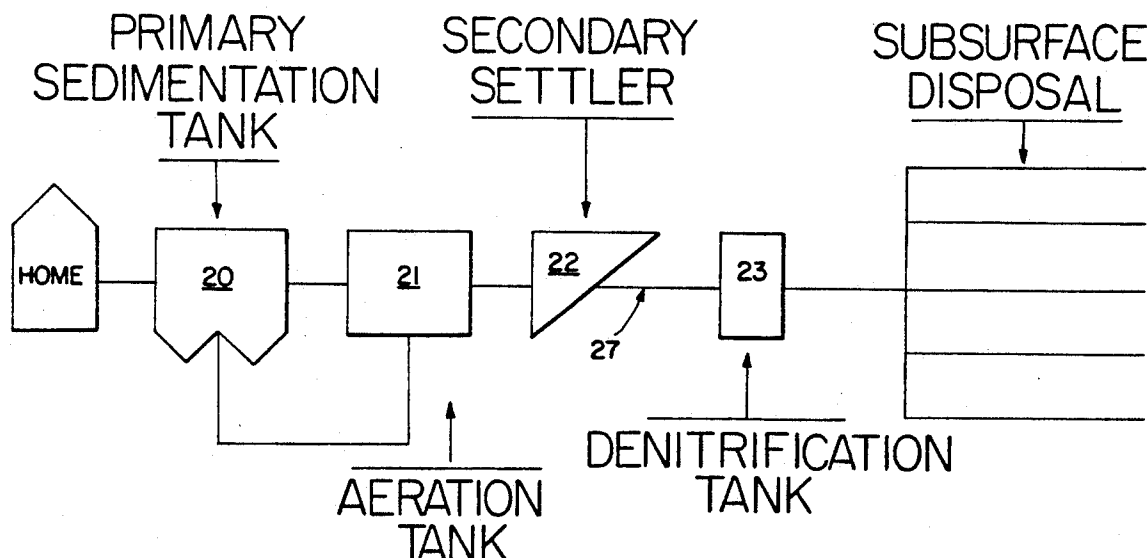 PRIMARY
SEDIMENTATION
TANK
SECONDARY
SETTLER
SUBSURFACE
DISPOSAL
HOME
20
21
22
23
27
AERATION
TANK
DENITRIFICATION
TANK